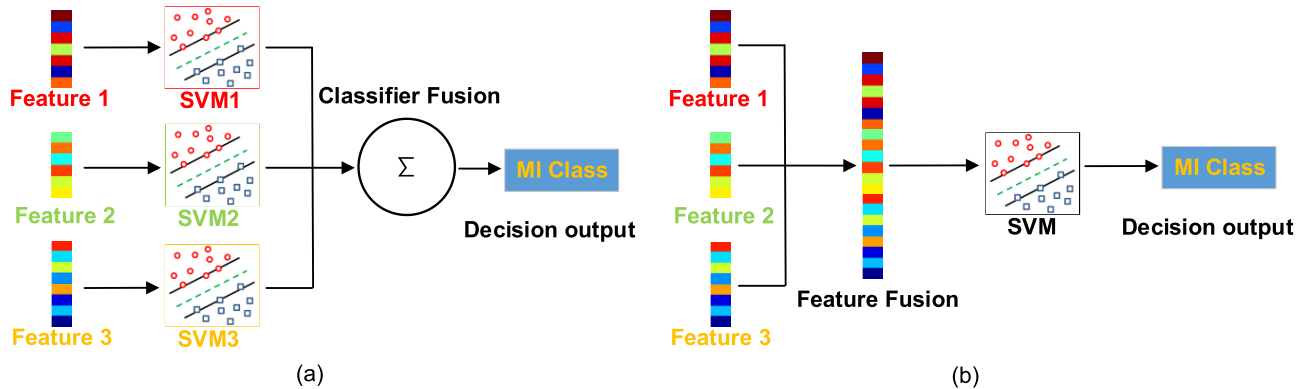 Feature 1
SVM1
Classifier Fusion
Feature 2
SVM2
Σ
MI Class
Decision output
Feature 3
SVM3
(a)
Feature 1
Feature 2
Feature 3
Feature Fusion
SVM
MI Class
Decision output
(b)